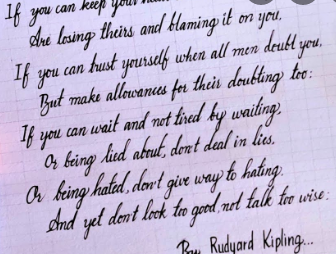 If you can keep your
Are losing theirs and blaming it on you,
If you can trust yourself when all men doubt you,
But make allowances for their doubting too:
If you can wait and not tired by waiting,
Or being lied about, don't deal in lies,
Or being hated, don't give way to hating,
And yet don't look too good, not talk too wise:
By Rudyard Kipling...